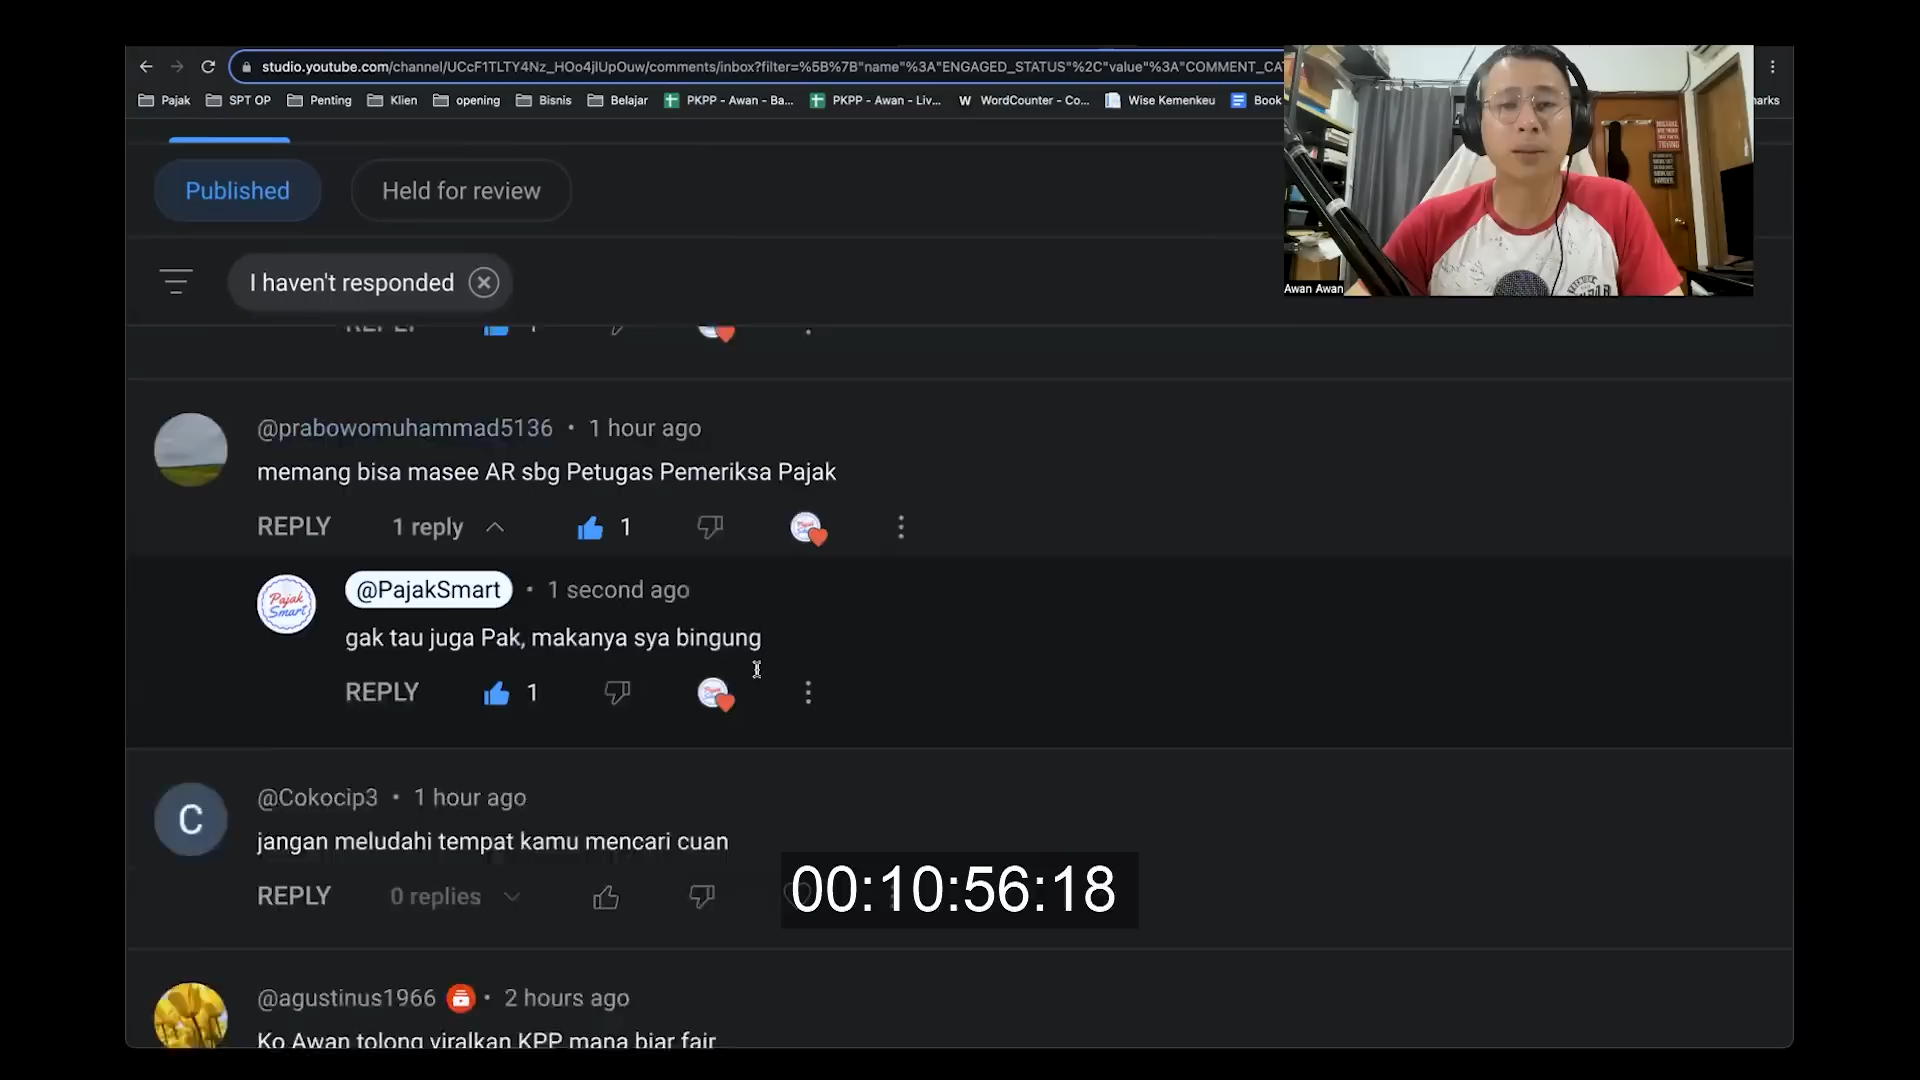 studio.youtube.com/channel/UCcF1TLTY4Nz_HOo4jlUpOuw/comments/inbox?filter=%5B%7B"name"%3A"ENGAGED_STATUS"%2C"value"%3A"COMMENT_CA
Pajak SPT OP Penting Klien opening Bisnis Belajar PKPP - Awan - Ba... PKPP - Awan - Liv... W WordCounter - Co... Wise Kemenkeu Book
Awan Awan
Published Held for review
I haven't responded
REPLY 1
@prabowomuhammad5136 • 1 hour ago
memang bisa masee AR sbg Petugas Pemeriksa Pajak
REPLY 1 reply 1
Pajak Smart
@PajakSmart • 1 second ago
gak tau juga Pak, makanya sya bingung
REPLY 1
C
@Cokocip3 • 1 hour ago
jangan meludahi tempat kamu mencari cuan
REPLY 0 replies
00:10:56:18
@agustinus1966 • 2 hours ago
Ko Awan tolong viralkan KPP mana biar fair